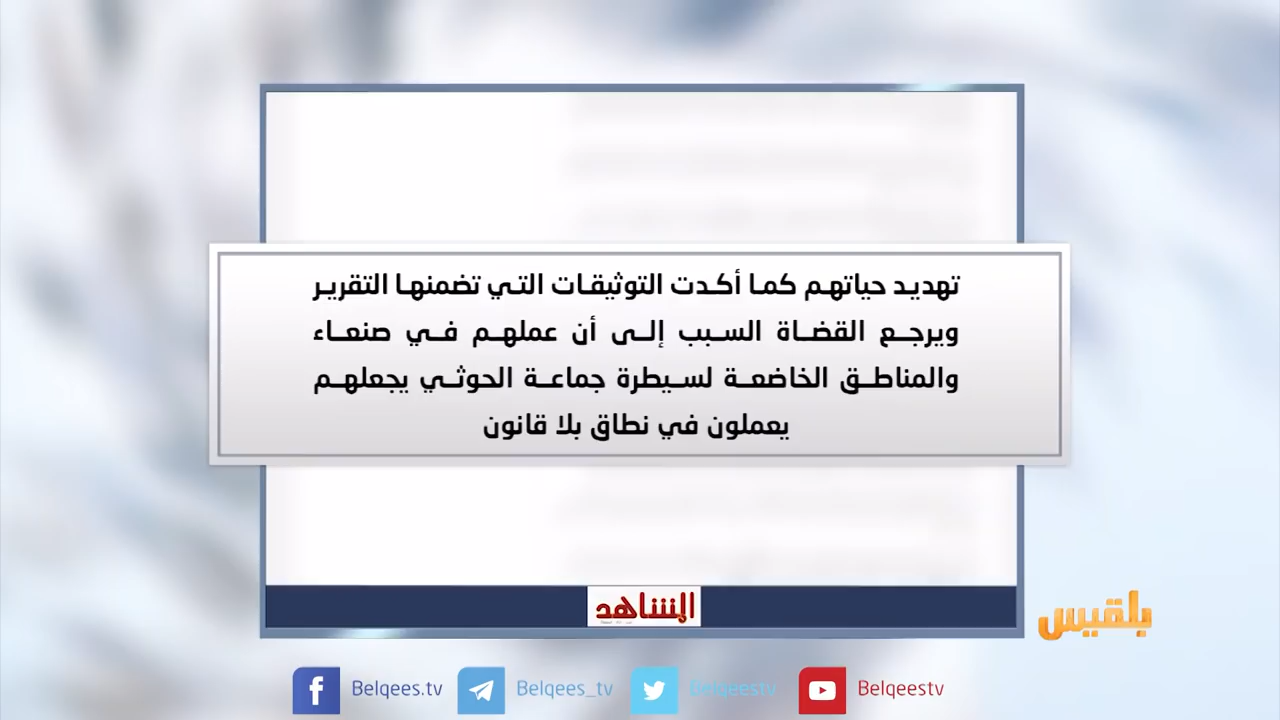 تهديد حياتهم كما أكدت التوثيقات التي تضمنها التقرير
ويرجع القضاة السبب إلى أن عملهم في صنعاء
والمناطق الخاضعة لسيطرة جماعة الحوثي يجعلهم
يعملون في نطاق بلا قانون
المشاهد
بلقيس
Belqees.tv
Belqees_tv
Belqeestv
Belqeestv